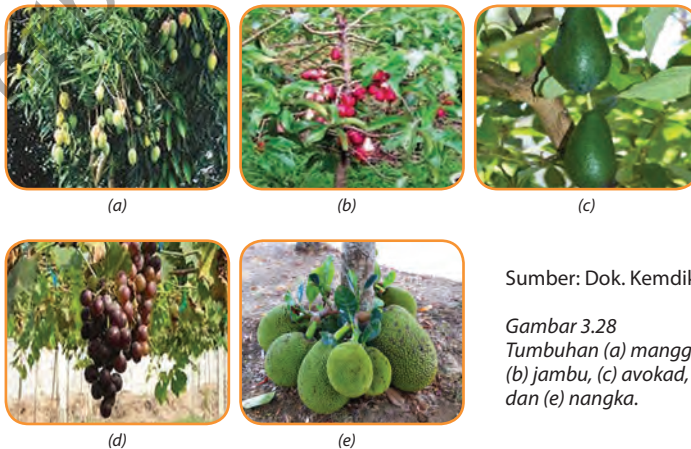 (a)
(b)
(c)
(d)
(e)
Sumber: Dok. Kemdik
Gambar 3.28
Tumbuhan (a) mangg
(b) jambu, (c) avokad,
dan (e) nangka.